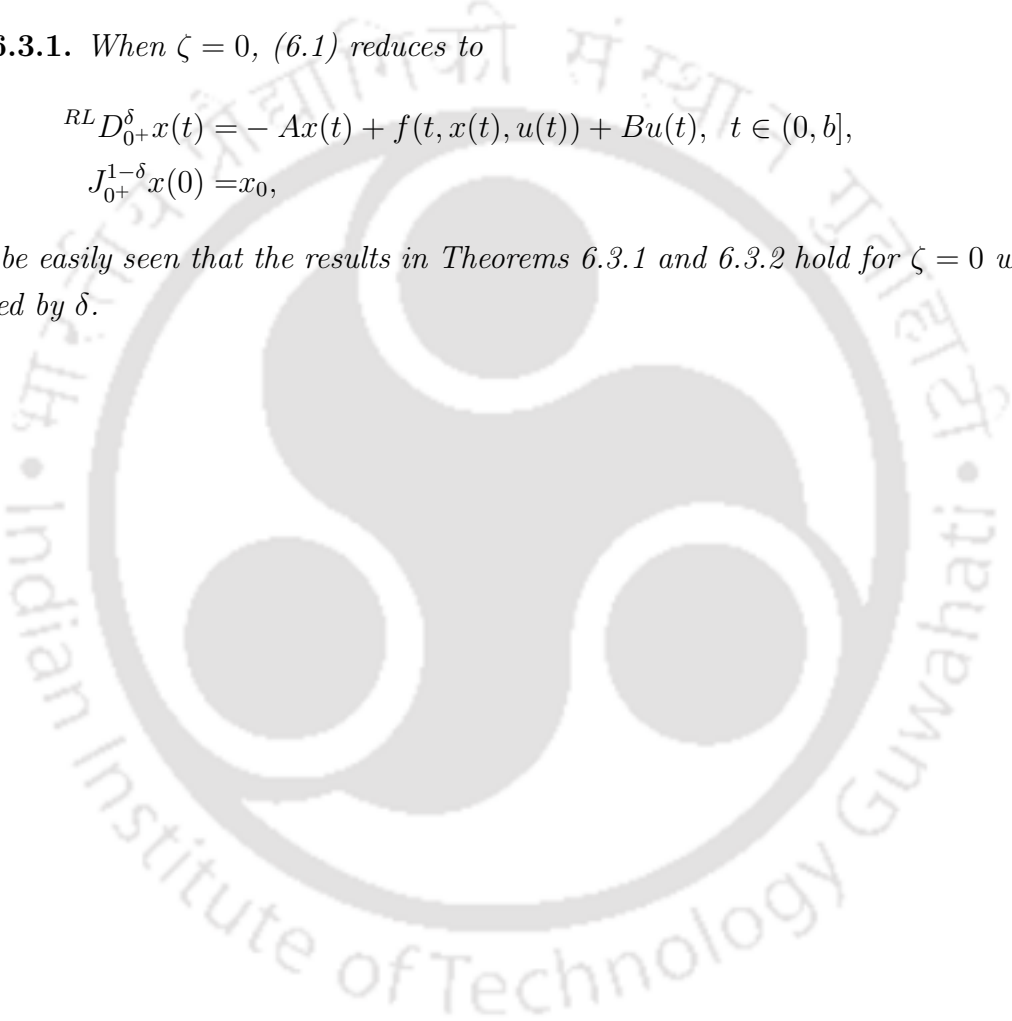 6.3.1. When ζ = 0, (6.1) reduces to
^{RL}D^{δ}_{0+}x(t) = − Ax(t) + f(t, x(t), u(t)) + Bu(t), t ∈ (0, b],
J^{1−δ}_{0+}x(0) = x_0,
be easily seen that the results in Theorems 6.3.1 and 6.3.2 hold for ζ = 0
by δ.
Indian Institute of Technology Guwahati